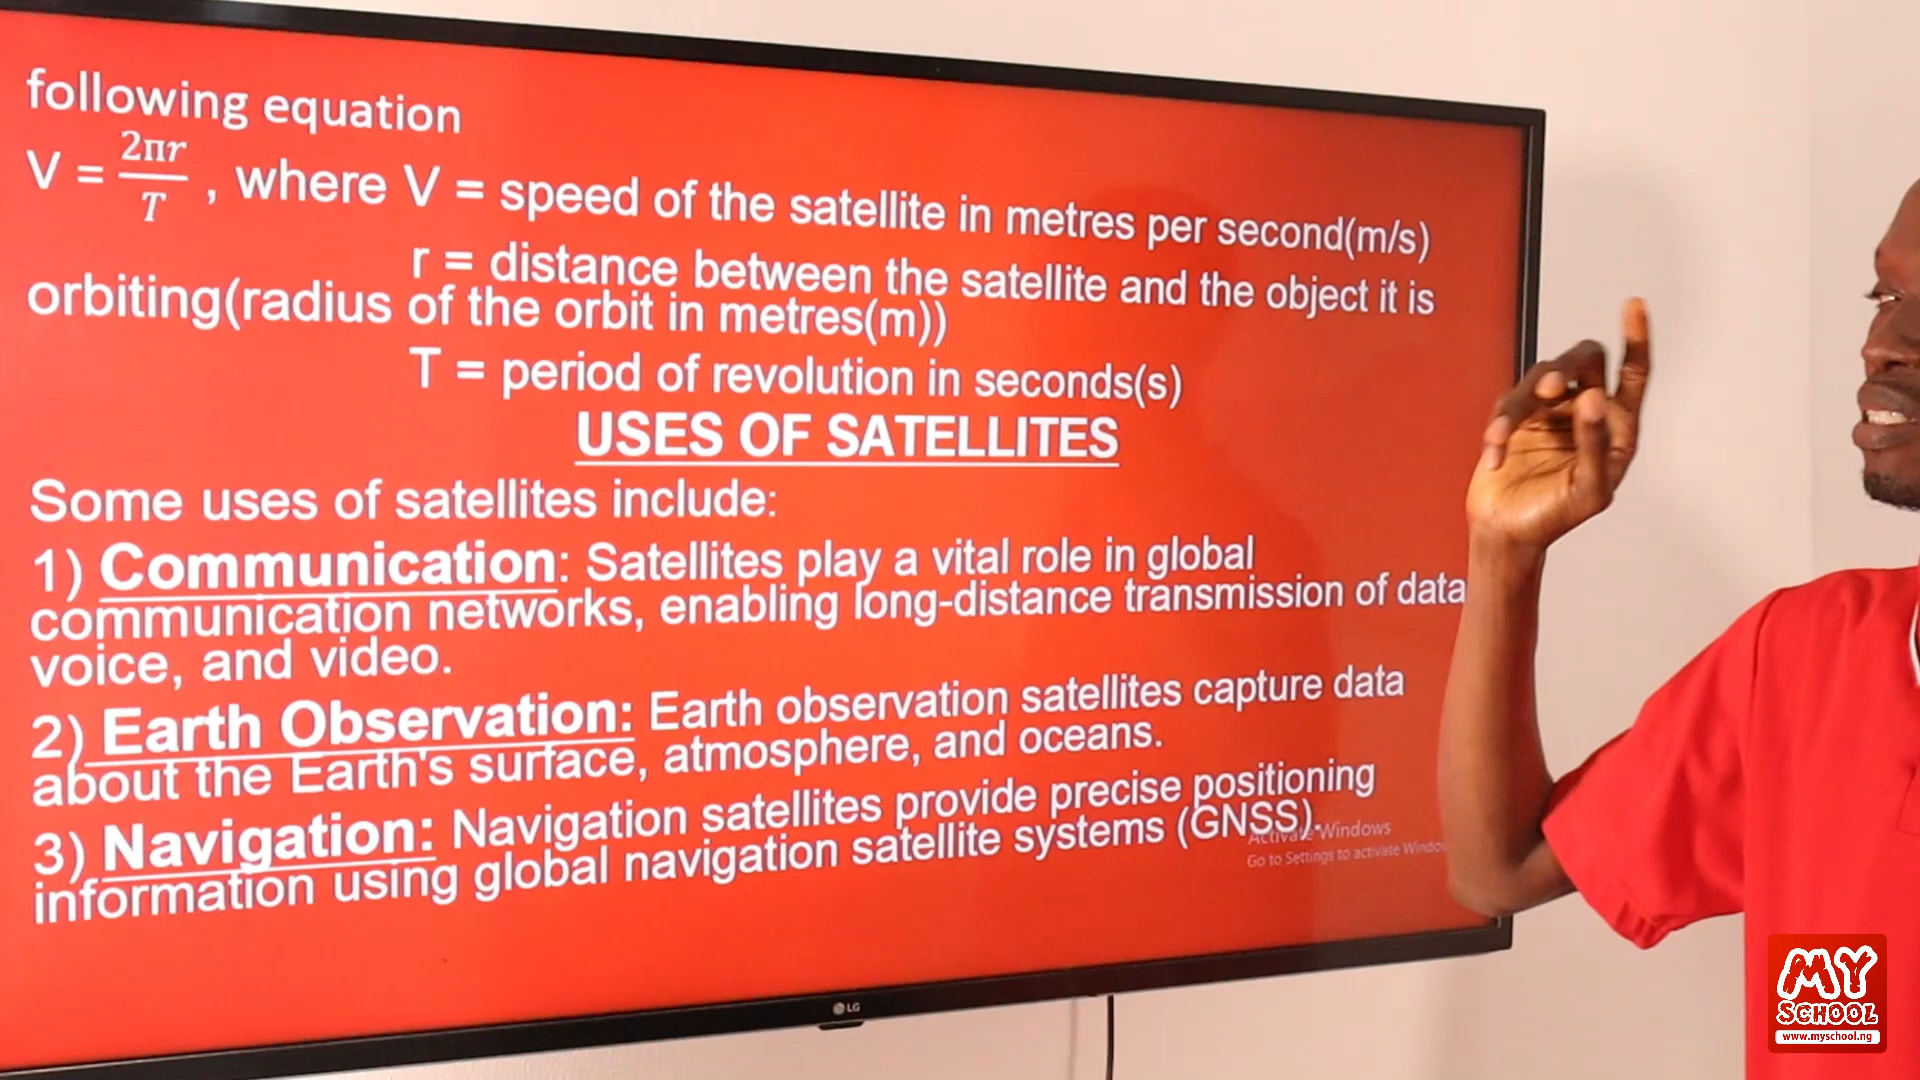 following equation
V = 2πr/T , where V = speed of the satellite in metres per second(m/s)
r = distance between the satellite and the object it is
orbiting(radius of the orbit in metres(m))
T = period of revolution in seconds(s)
USES OF SATELLITES
Some uses of satellites include:
1) Communication: Satellites play a vital role in global
communication networks, enabling long-distance transmission of data
voice, and video.
2) Earth Observation: Earth observation satellites capture data
about the Earth's surface, atmosphere, and oceans.
3) Navigation: Navigation satellites provide precise positioning
information using global navigation satellite systems (GNSS).
Activate Windows
Go to Settings to activate Windo
LG
MY
SCHOOL
www.myschool.ng